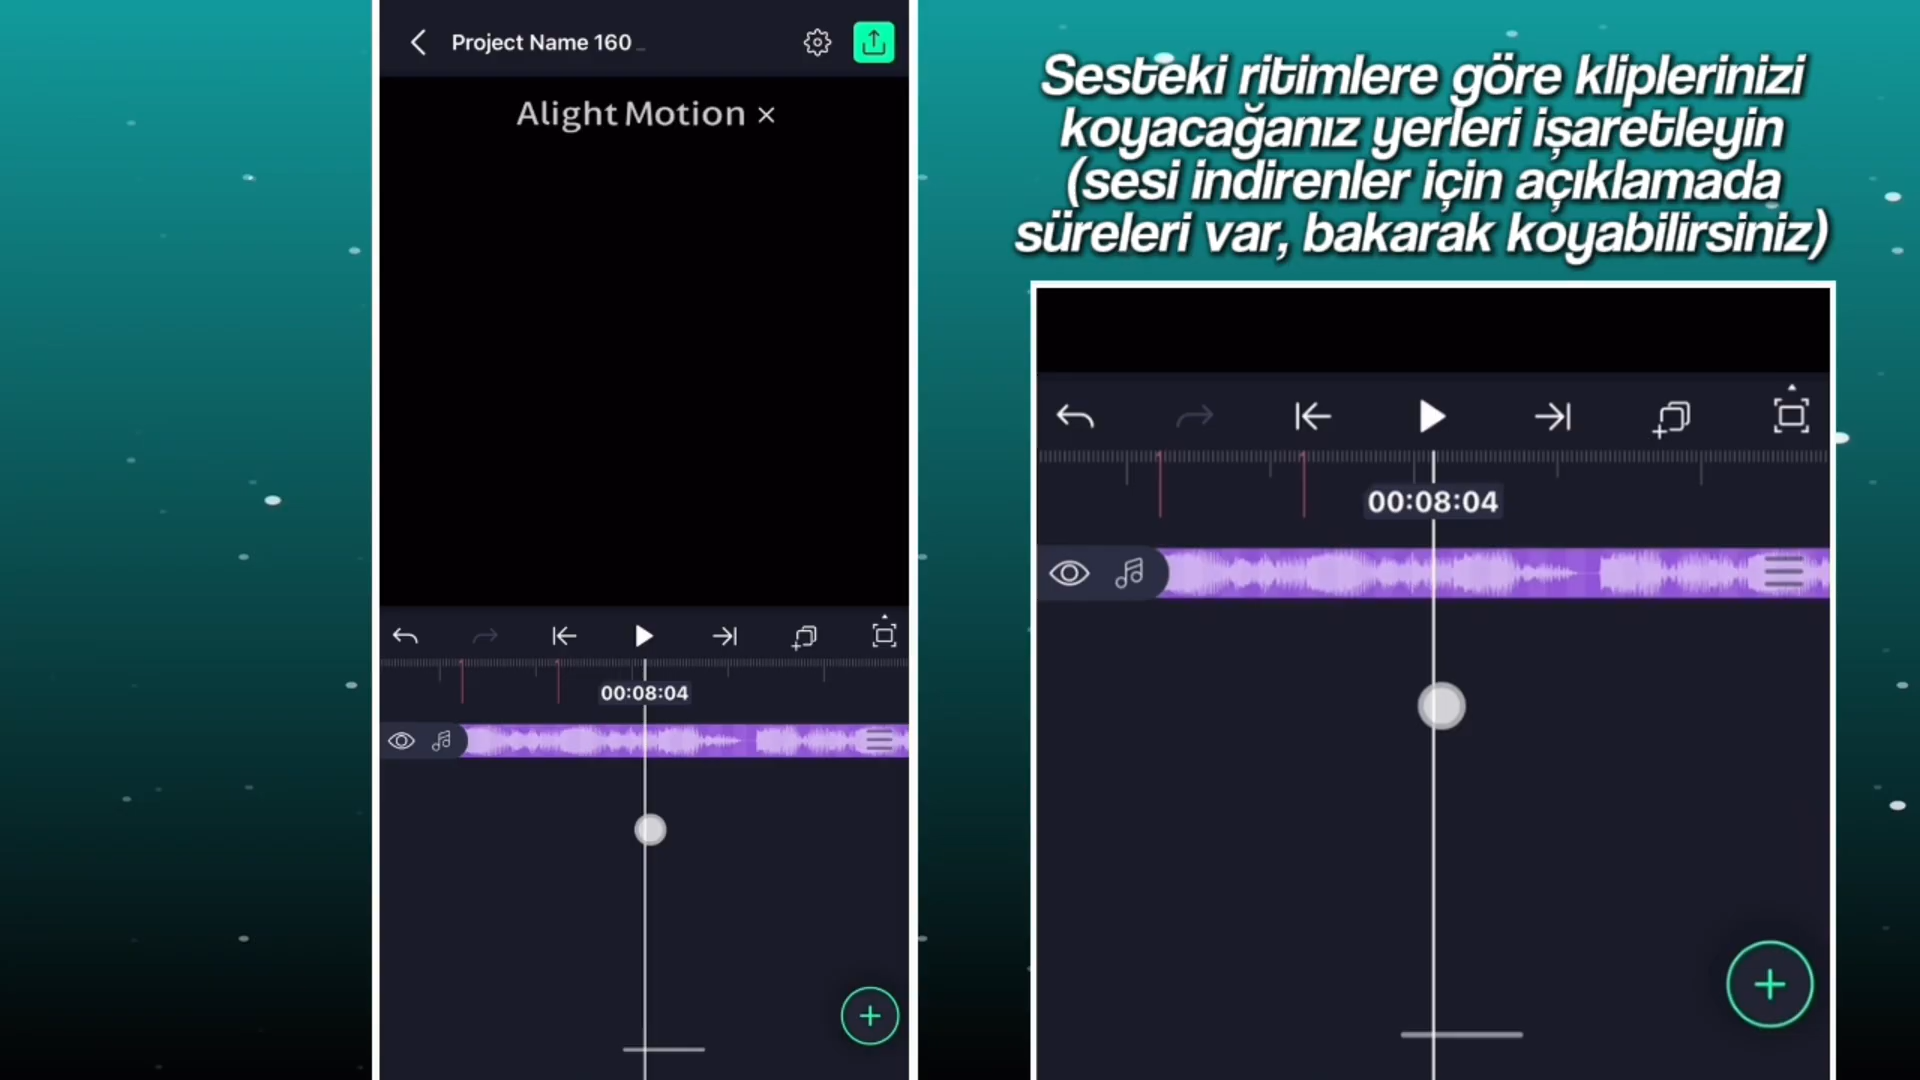 Project Name 160
Alight Motion ×
00:08:04
Sesteki ritimlere göre kliplerinizi
koyacağanız yerleri işaretleyin
(sesi indirenler için açıklamada
süreleri var, bakarak koyabilirsiniz)
00:08:04